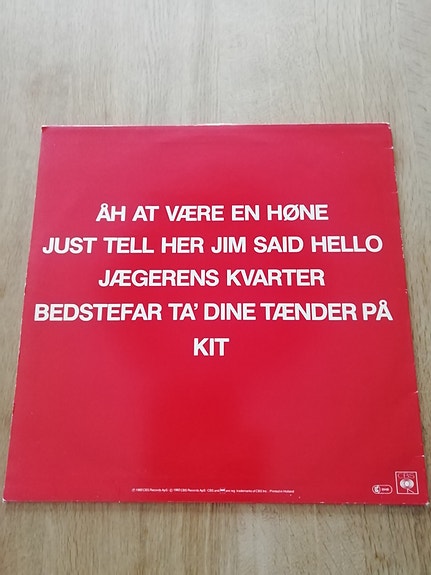 ÅH AT VÆRE EN HØNE
JUST TELL HER JIM SAID HELLO
JÆGERENS KVARTER
BEDSTEFAR TA' DINE TÆNDER PÅ
KIT
CBS